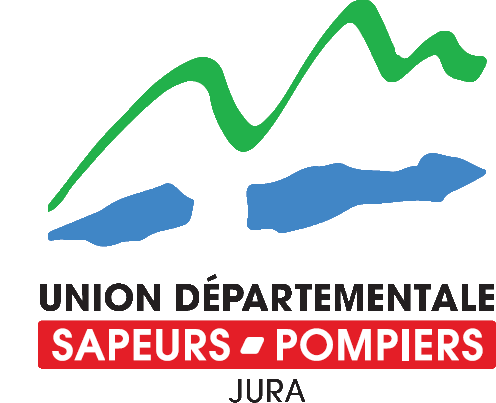 UNION DÉPARTEMENTALE
SAPEURS - POMPIERS
JURA